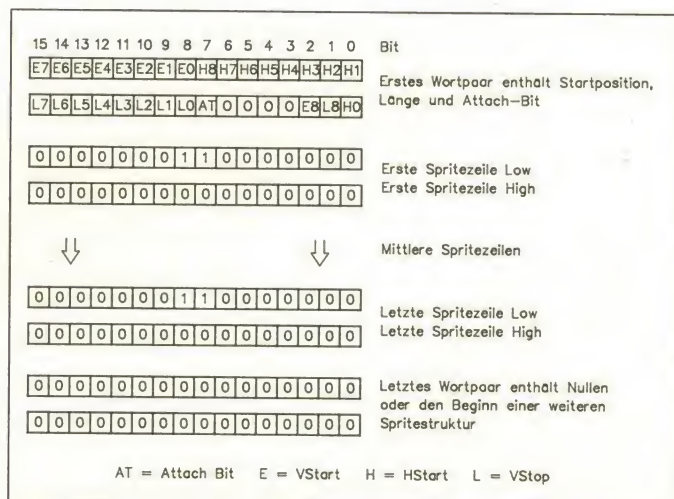 15 14 13 12 11 10 9 8 7 6 5 4 3 2 1 0 Bit
E7 E6 E5 E4 E3 E2 E1 E0 H8 H7 H6 H5 H4 H3 H2 H1
Erstes Wortpaar enthält Startposition,
Länge und Attach-Bit
L7 L6 L5 L4 L3 L2 L1 L0 AT 0 0 0 0 E8 L8 H0
0 0 0 0 0 0 0 1 1 0 0 0 0 0 0 0 Erste Spritezeile Low
0 0 0 0 0 0 0 0 0 0 0 0 0 0 0 0 Erste Spritezeile High
Mittlere Spritezeilen
0 0 0 0 0 0 0 1 1 0 0 0 0 0 0 0 Letzte Spritezeile Low
0 0 0 0 0 0 0 0 0 0 0 0 0 0 0 0 Letzte Spritezeile High
0 0 0 0 0 0 0 0 0 0 0 0 0 0 0 0 Letztes Wortpaar enthält Nullen
oder den Beginn einer weiteren
0 0 0 0 0 0 0 0 0 0 0 0 0 0 0 0 Spritestruktur
AT = Attach Bit E = VStart H = HStart L = VStop